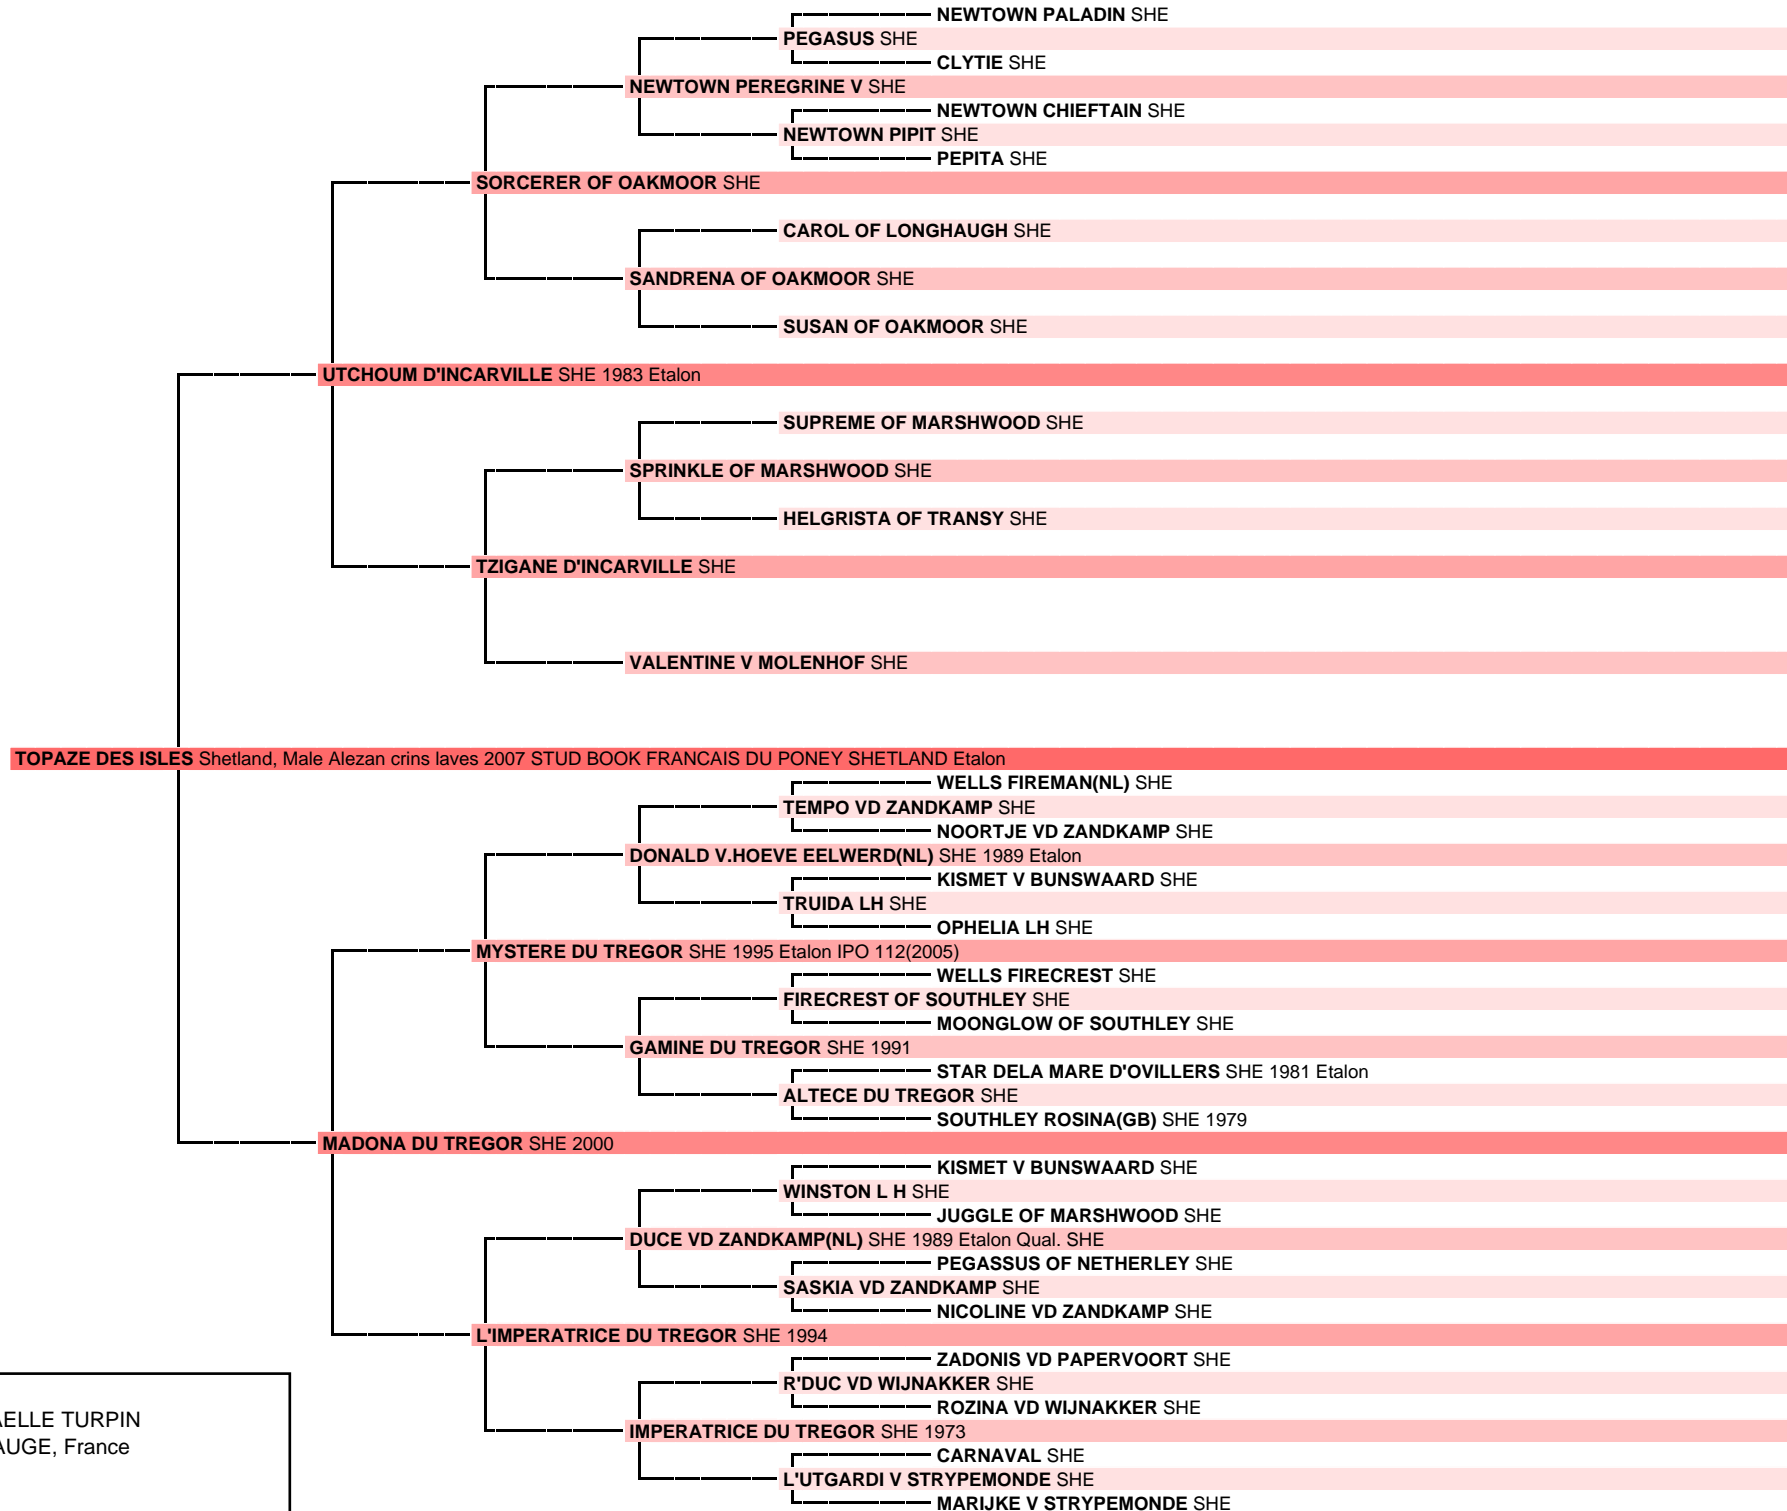 NEWTOWN PALADIN SHE
PEGASUS SHE
CLYTIE SHE
NEWTOWN PEREGRINE V SHE
NEWTOWN CHIEFTAIN SHE
NEWTOWN PIPIT SHE
PEPITA SHE
SORCERER OF OAKMOOR SHE
CAROL OF LONGHAUGH SHE
SANDRENA OF OAKMOOR SHE
SUSAN OF OAKMOOR SHE
UTCHOUM D'INCARVILLE SHE 1983 Etalon
SUPREME OF MARSHWOOD SHE
SPRINKLE OF MARSHWOOD SHE
HELGRISTA OF TRANSY SHE
TZIGANE D'INCARVILLE SHE
VALENTINE V MOLENHOF SHE
TOPAZE DES ISLES Shetland, Male Alezan crins laves 2007 STUD BOOK FRANCAIS DU PONEY SHETLAND Etalon
WELLS FIREMAN(NL) SHE
TEMPO VD ZANDKAMP SHE
NOORTJE VD ZANDKAMP SHE
DONALD V.HOEVE EELWERD(NL) SHE 1989 Etalon
KISMET V BUNSWAARD SHE
TRUIDA LH SHE
OPHELIA LH SHE
MYSTERE DU TREGOR SHE 1995 Etalon IPO 112(2005)
WELLS FIRECREST SHE
FIRECREST OF SOUTHLEY SHE
MOONGLOW OF SOUTHLEY SHE
GAMINE DU TREGOR SHE 1991
STAR DELA MARE D'OVILLERS SHE 1981 Etalon
ALTECE DU TREGOR SHE
SOUTHLEY ROSINA(GB) SHE 1979
MADONA DU TREGOR SHE 2000
KISMET V BUNSWAARD SHE
WINSTON L H SHE
JUGGLE OF MARSHWOOD SHE
DUCE VD ZANDKAMP(NL) SHE 1989 Etalon Qual. SHE
PEGASSUS OF NETHERLEY SHE
SASKIA VD ZANDKAMP SHE
NICOLINE VD ZANDKAMP SHE
L'IMPERATRICE DU TREGOR SHE 1994
ZADONIS VD PAPERVOORT SHE
R'DUC VD WIJNAKKER SHE
ROZINA VD WIJNAKKER SHE
IMPERATRICE DU TREGOR SHE 1973
CARNAVAL SHE
L'UTGARDI V STRYPEMONDE SHE
MARIJKE V STRYPEMONDE SHE
AELLE TURPIN
AUGE, France